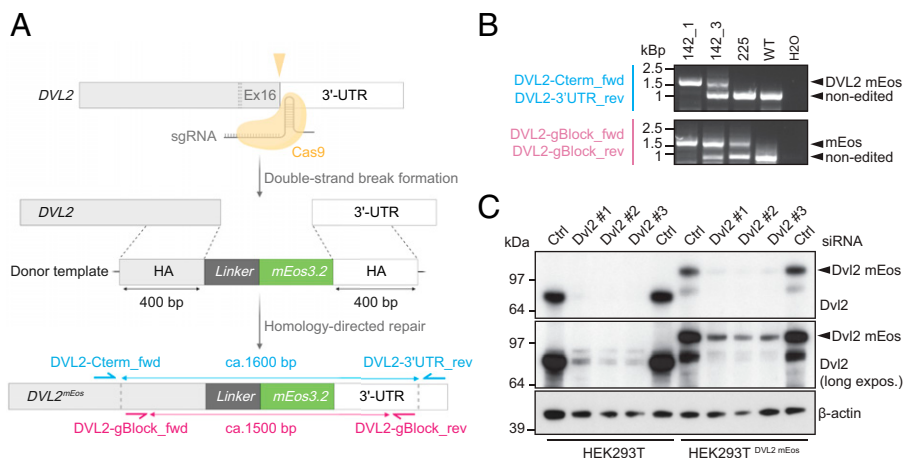 A
DVL2
Ex16
3'-UTR
sgRNA
Cas9
Double-strand break formation
DVL2
3'-UTR
Donor template
HA
Linker
mEos3.2
HA
400 bp
400 bp
Homology-directed repair
DVL2-Cterm_fwd
ca.1600 bp
DVL2-3'UTR_rev
DVL2mEos
Linker
mEos3.2
3'-UTR
DVL2-gBlock_fwd
ca.1500 bp
DVL2-gBlock_rev
B
kBp
142_1
142_3
225
WT
H2O
DVL2-Cterm_fwd
DVL2-3'UTR_rev
2.5
1.5
1
DVL2 mEos
non-edited
DVL2-gBlock_fwd
DVL2-gBlock_rev
2.5
1.5
1
mEos
non-edited
C
kDa
Ctrl
Dvl2 #1
Dvl2 #2
Dvl2 #3
Ctrl
Ctrl
Dvl2 #1
Dvl2 #2
Dvl2 #3
Ctrl
siRNA
97
64
Dvl2 mEos
Dvl2
97
64
Dvl2 mEos
Dvl2
(long expos.)
39
β-actin
HEK293T
HEK293T DVL2 mEos